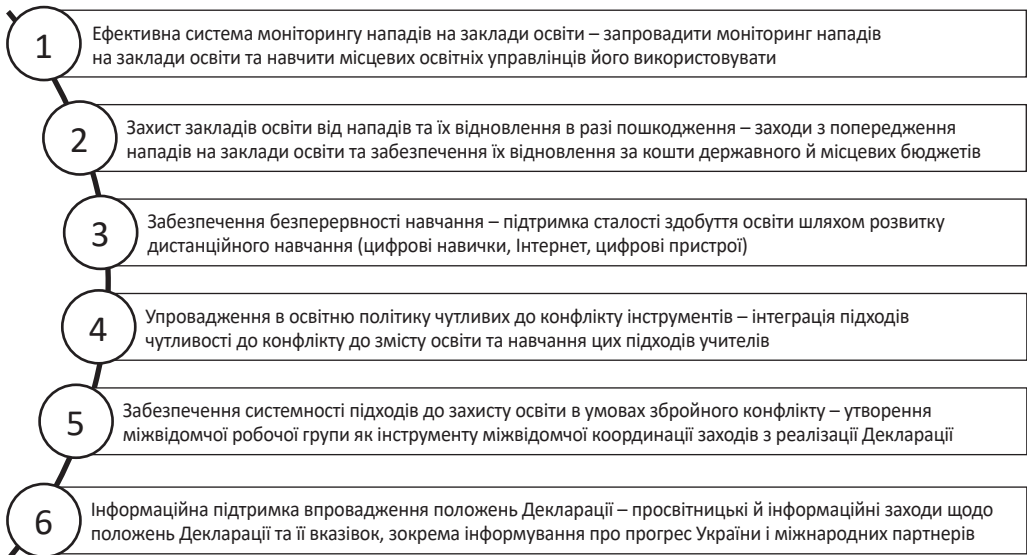 1
Ефективна система моніторингу нападів на заклади освіти – запровадити моніторинг нападів
на заклади освіти та навчити місцевих освітніх управлінців його використовувати
2
Захист закладів освіти від нападів та їх відновлення в разі пошкодження – заходи з попередження
нападів на заклади освіти та забезпечення їх відновлення за кошти державного й місцевих бюджетів
3
Забезпечення безперервності навчання – підтримка сталості здобуття освіти шляхом розвитку
дистанційного навчання (цифрові навички, Інтернет, цифрові пристрої)
4
Упровадження в освітню політику чутливих до конфлікту інструментів – інтеграція підходів
чутливості до конфлікту до змісту освіти та навчання цих підходів учителів
5
Забезпечення системності підходів до захисту освіти в умовах збройного конфлікту – утворення
міжвідомчої робочої групи як інструменту міжвідомчої координації заходів з реалізації Декларації
6
Інформаційна підтримка впровадження положень Декларації – просвітницькі й інформаційні заходи щодо
положень Декларації та її вказівок, зокрема інформування про прогрес України і міжнародних партнерів